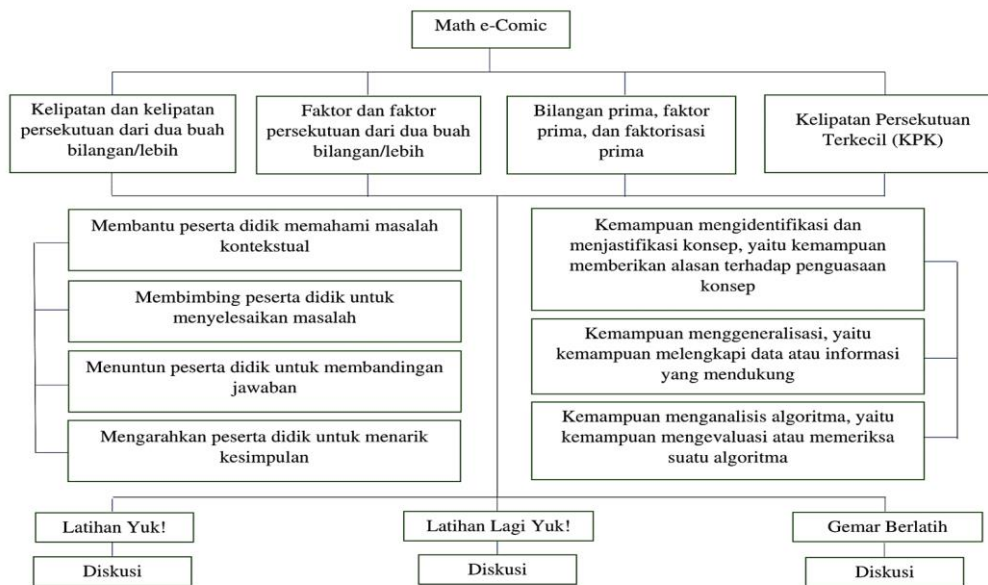 Math e-Comic
Kelipatan dan kelipatan
persekutuan dari dua buah
bilangan/lebih
Faktor dan faktor
persekutuan dari dua buah
bilangan/lebih
Bilangan prima, faktor
prima, dan faktorisasi
prima
Kelipatan Persekutuan
Terkecil (KPK)
Membantu peserta didik memahami masalah
kontekstual
Membimbing peserta didik untuk
menyelesaikan masalah
Menuntun peserta didik untuk membandingan
jawaban
Mengarahkan peserta didik untuk menarik
kesimpulan
Kemampuan mengidentifikasi dan
menjastifikasi konsep, yaitu kemampuan
memberikan alasan terhadap penguasaan
konsep
Kemampuan menggeneralisasi, yaitu
kemampuan melengkapi data atau informasi
yang mendukung
Kemampuan menganalisis algoritma, yaitu
kemampuan mengevaluasi atau memeriksa
suatu algoritma
Latihan Yuk!
Latihan Lagi Yuk!
Gemar Berlatih
Diskusi
Diskusi
Diskusi